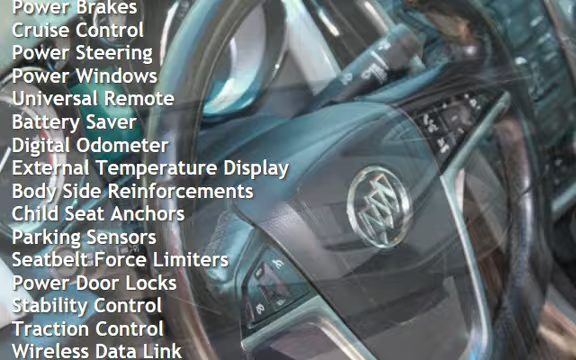 Power Brakes
Cruise Control
Power Steering
Power Windows
Universal Remote
Battery Saver
Digital Odometer
External Temperature Display
Body Side Reinforcements
Child Seat Anchors
Parking Sensors
Seatbelt Force Limiters
Power Door Locks
Stability Control
Traction Control
Wireless Data Link